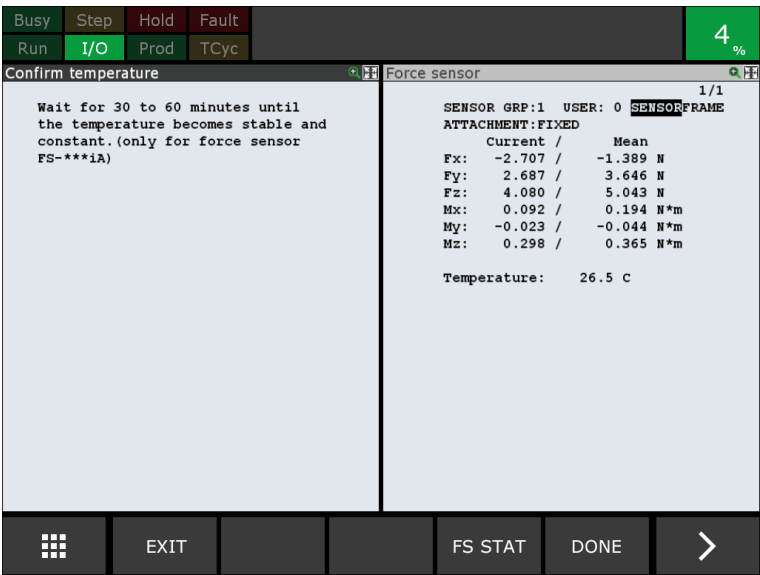 Busy Step Hold Fault
Run I/O Prod TCyc
4 %
Confirm temperature
Wait for 30 to 60 minutes until
the temperature becomes stable and
constant.(only for force sensor
FS-***iA)
Force sensor
1/1
SENSOR GRP:1 USER: 0 SENSORFRAME
ATTACHMENT:FIXED
Current / Mean
Fx: -2.707 / -1.389 N
Fy: 2.687 / 3.646 N
Fz: 4.080 / 5.043 N
Mx: 0.092 / 0.194 N*m
My: -0.023 / -0.044 N*m
Mz: 0.298 / 0.365 N*m
Temperature: 26.5 C
EXIT FS STAT DONE